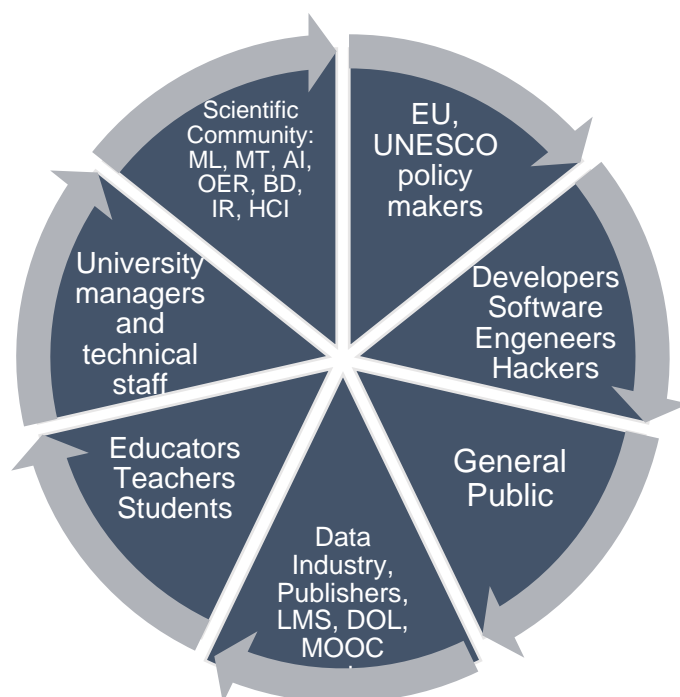 EU,
UNESCO
policy
makers
Developers
Software
Engeneers
Hackers
General
Public
Data
Industry,
Publishers,
LMS, DOL,
MOOC
Educators
Teachers
Students
University
managers
and
technical
staff
Scientific
Community:
ML, MT, AI,
OER, BD,
IR, HCI